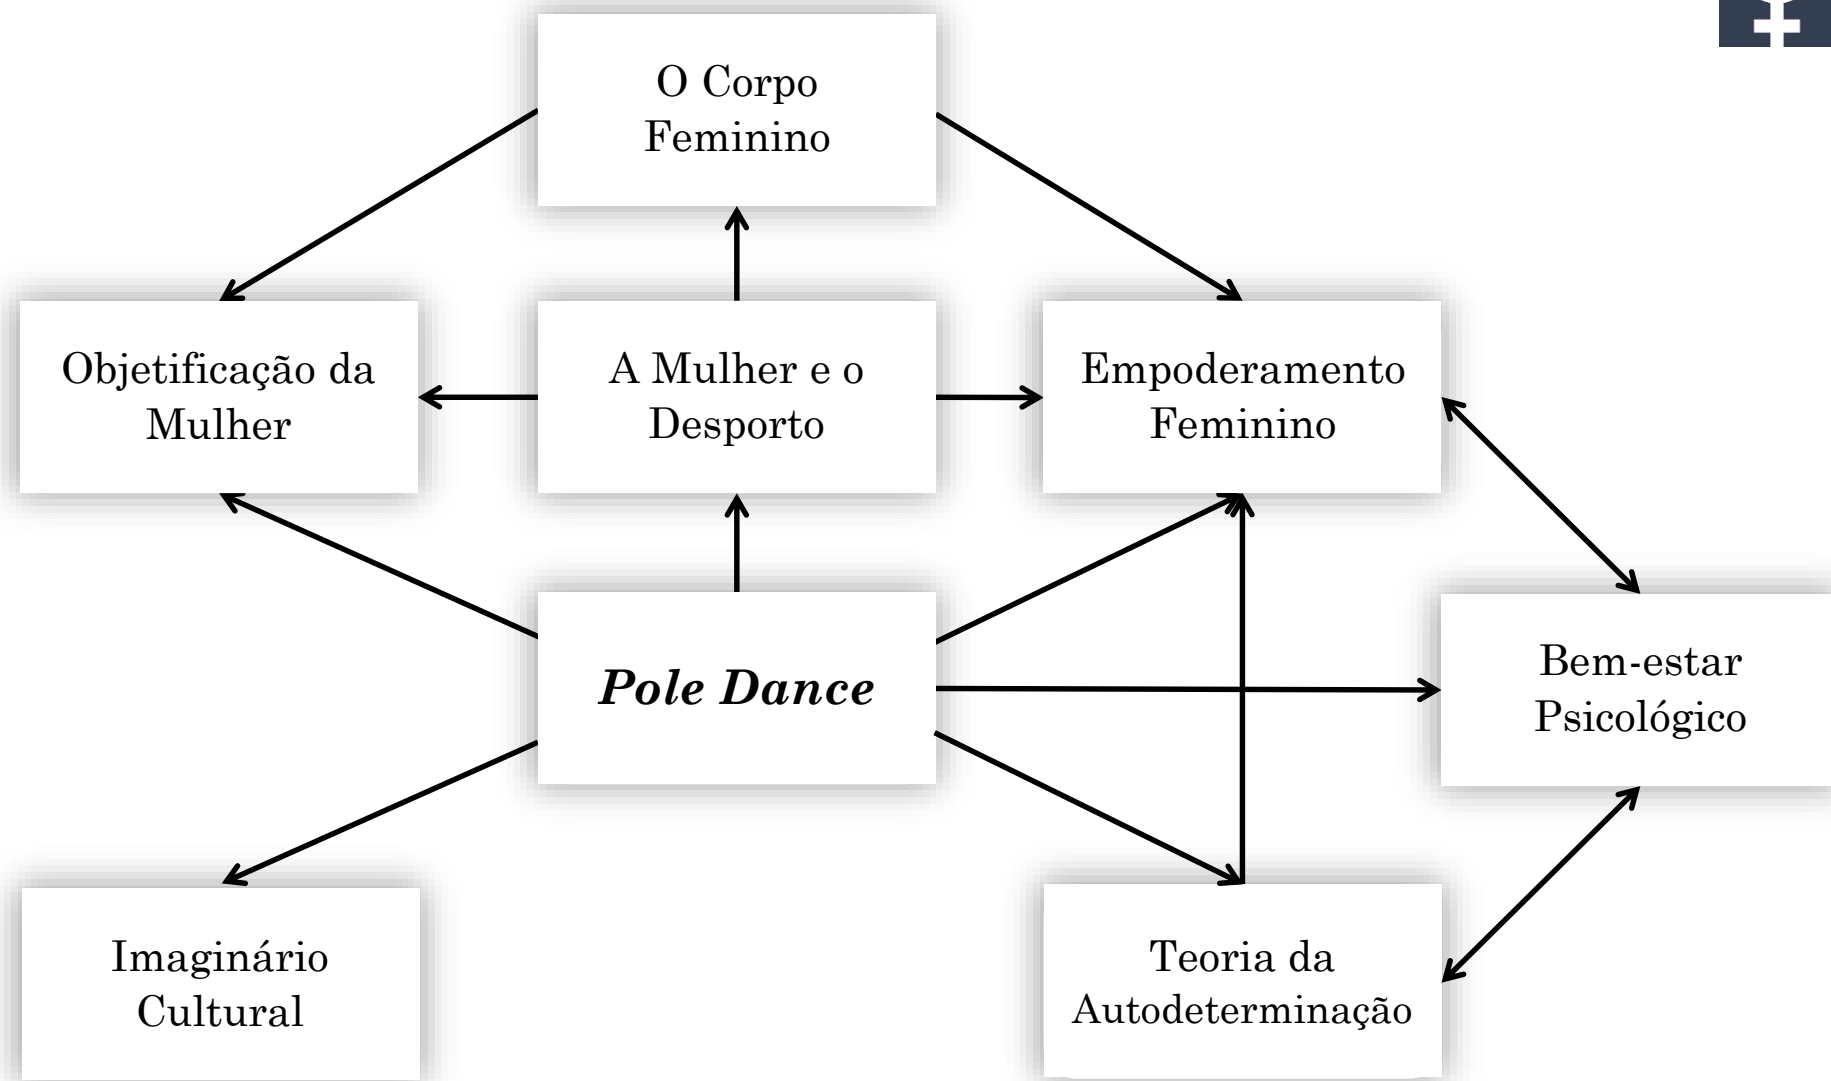 O Corpo
Feminino
Objetificação da
Mulher
A Mulher e o
Desporto
Empoderamento
Feminino
Pole Dance
Bem-estar
Psicológico
Imaginário
Cultural
Teoria da
Autodeterminação